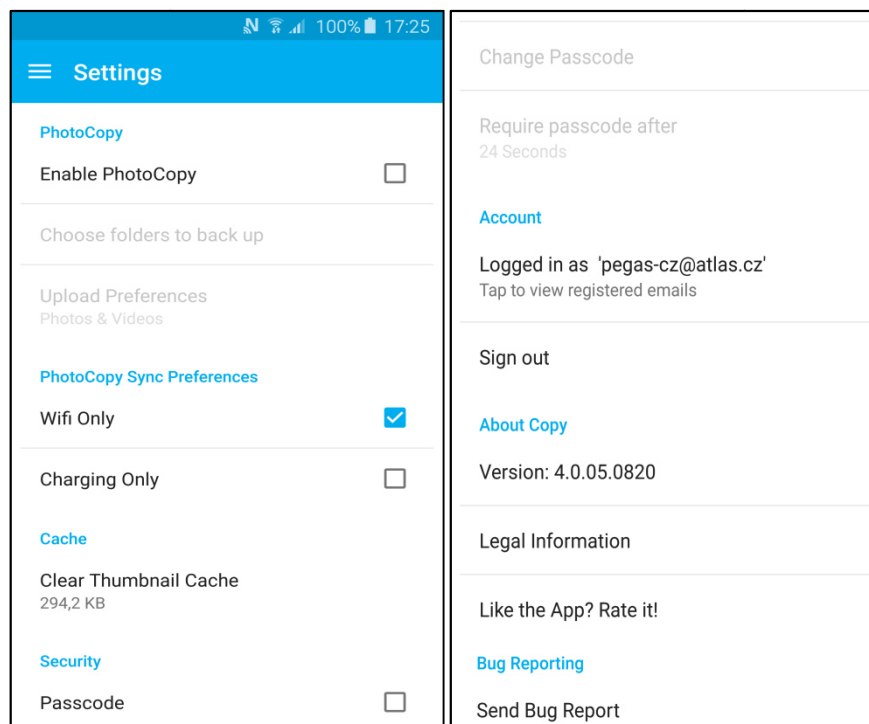 100% 17:25
Settings
PhotoCopy
Enable PhotoCopy
Choose folders to back up
Upload Preferences
Photos & Videos
PhotoCopy Sync Preferences
Wifi Only
Charging Only
Cache
Clear Thumbnail Cache
294,2 KB
Security
Passcode
Change Passcode
Require passcode after
24 Seconds
Account
Logged in as 'pegas-cz@atlas.cz'
Tap to view registered emails
Sign out
About Copy
Version: 4.0.05.0820
Legal Information
Like the App? Rate it!
Bug Reporting
Send Bug Report